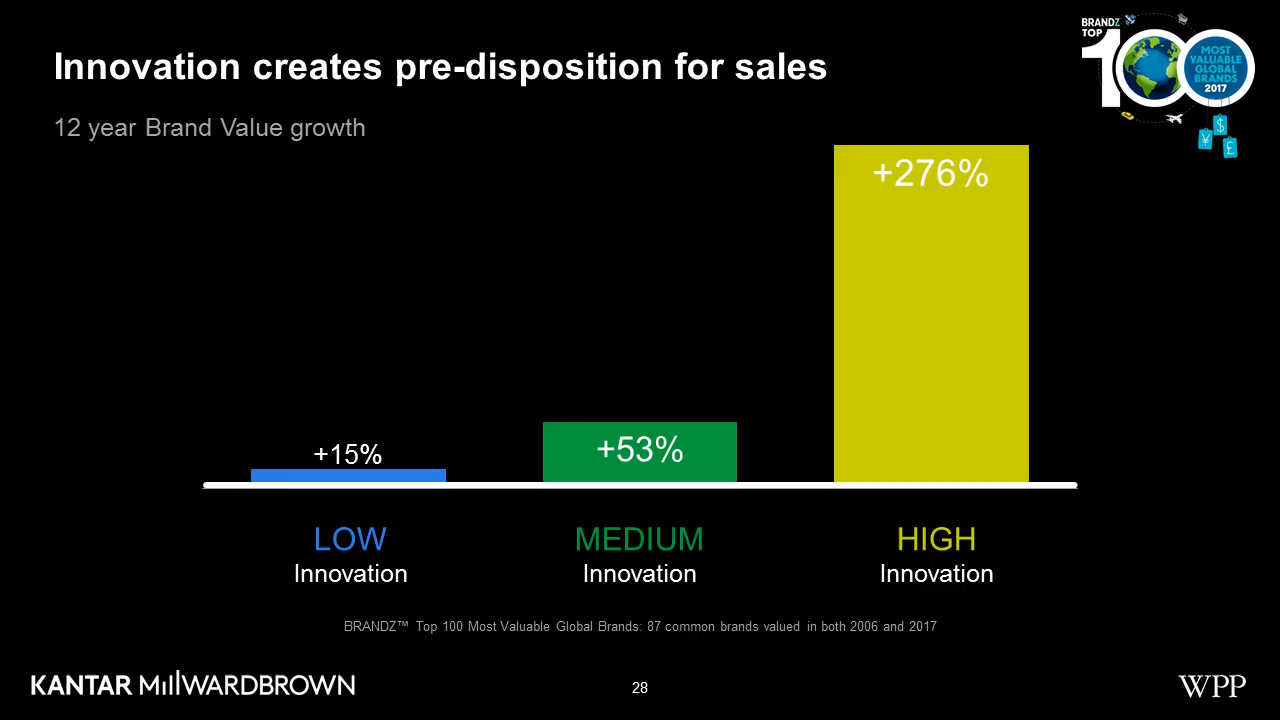 Innovation creates pre-disposition for sales
12 year Brand Value growth
BRANDZ
TOP
100
MOST
VALUABLE
GLOBAL
BRANDS
2017
¥
$
£
+276%
+15%
+53%
LOW
Innovation
MEDIUM
Innovation
HIGH
Innovation
BRANDZ™ Top 100 Most Valuable Global Brands: 87 common brands valued in both 2006 and 2017
KANTAR MillWARDBROWN
28
WPP